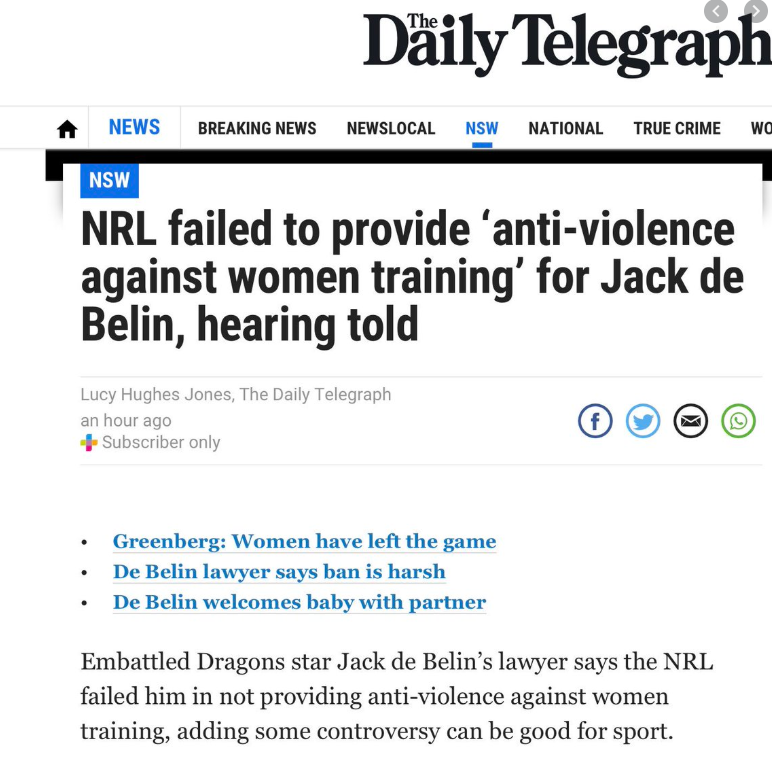 The Daily Telegraph
NEWS BREAKING NEWS NEWSLOCAL NSW NATIONAL TRUE CRIME WO
NSW
NRL failed to provide ‘anti-violence
against women training’ for Jack de
Belin, hearing told
Lucy Hughes Jones, The Daily Telegraph
an hour ago
Subscriber only
• Greenberg: Women have left the game
• De Belin lawyer says ban is harsh
• De Belin welcomes baby with partner
Embattled Dragons star Jack de Belin’s lawyer says the NRL
failed him in not providing anti-violence against women
training, adding some controversy can be good for sport.